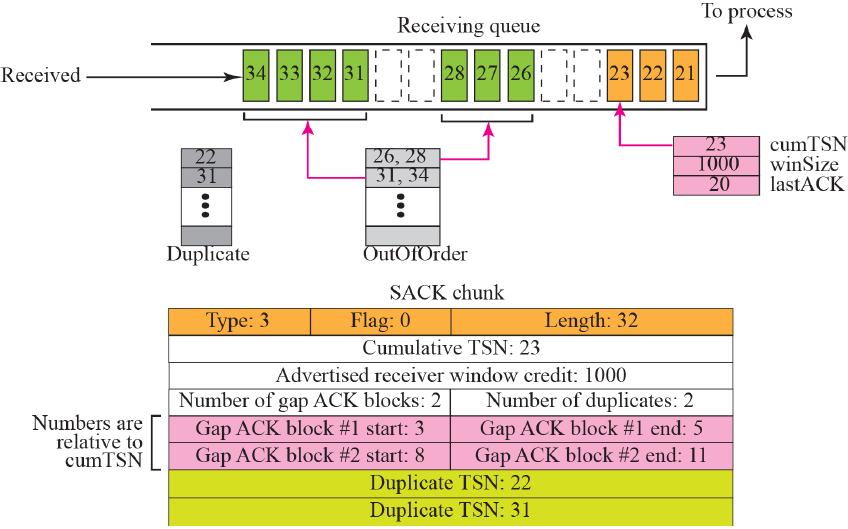 To process
Receiving queue
Received
34 33 32 31 28 27 26 23 22 21
22
31
Duplicate
26, 28
31, 34
OutOfOrder
23 cumTSN
1000 winSize
20 lastACK
SACK chunk
Type: 3 Flag: 0 Length: 32
Cumulative TSN: 23
Advertised receiver window credit: 1000
Number of gap ACK blocks: 2 Number of duplicates: 2
Numbers are
relative to
cumTSN
Gap ACK block #1 start: 3 Gap ACK block #1 end: 5
Gap ACK block #2 start: 8 Gap ACK block #2 end: 11
Duplicate TSN: 22
Duplicate TSN: 31